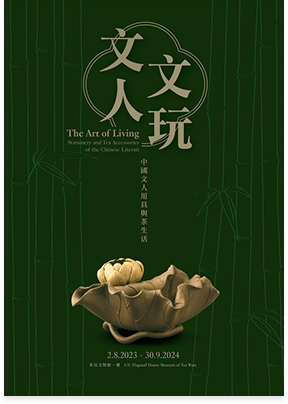 文人
文玩
The Art of Living
Stationery and Tea Accessories
of the Chinese Literati
中國文人用具與茶生活
2.8.2023 - 30.9.2024
茶具文物館一樓 1/F, Flagstaff House Museum of Tea Ware